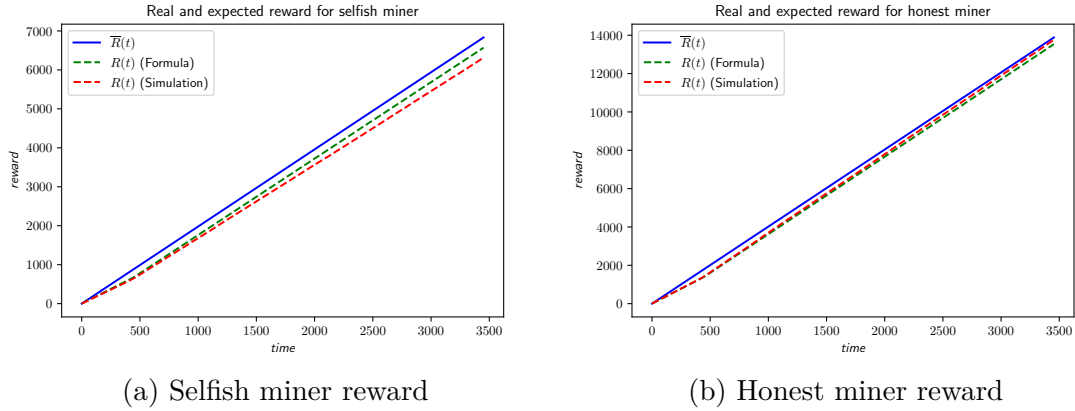 Real and expected reward for selfish miner
7000
6000
5000
4000
3000
2000
1000
0
reward
R̅(t)
R(t) (Formula)
R(t) (Simulation)
0 500 1000 1500 2000 2500 3000 3500
time
(a) Selfish miner reward
Real and expected reward for honest miner
14000
12000
10000
8000
6000
4000
2000
0
reward
R̅(t)
R(t) (Formula)
R(t) (Simulation)
0 500 1000 1500 2000 2500 3000 3500
time
(b) Honest miner reward